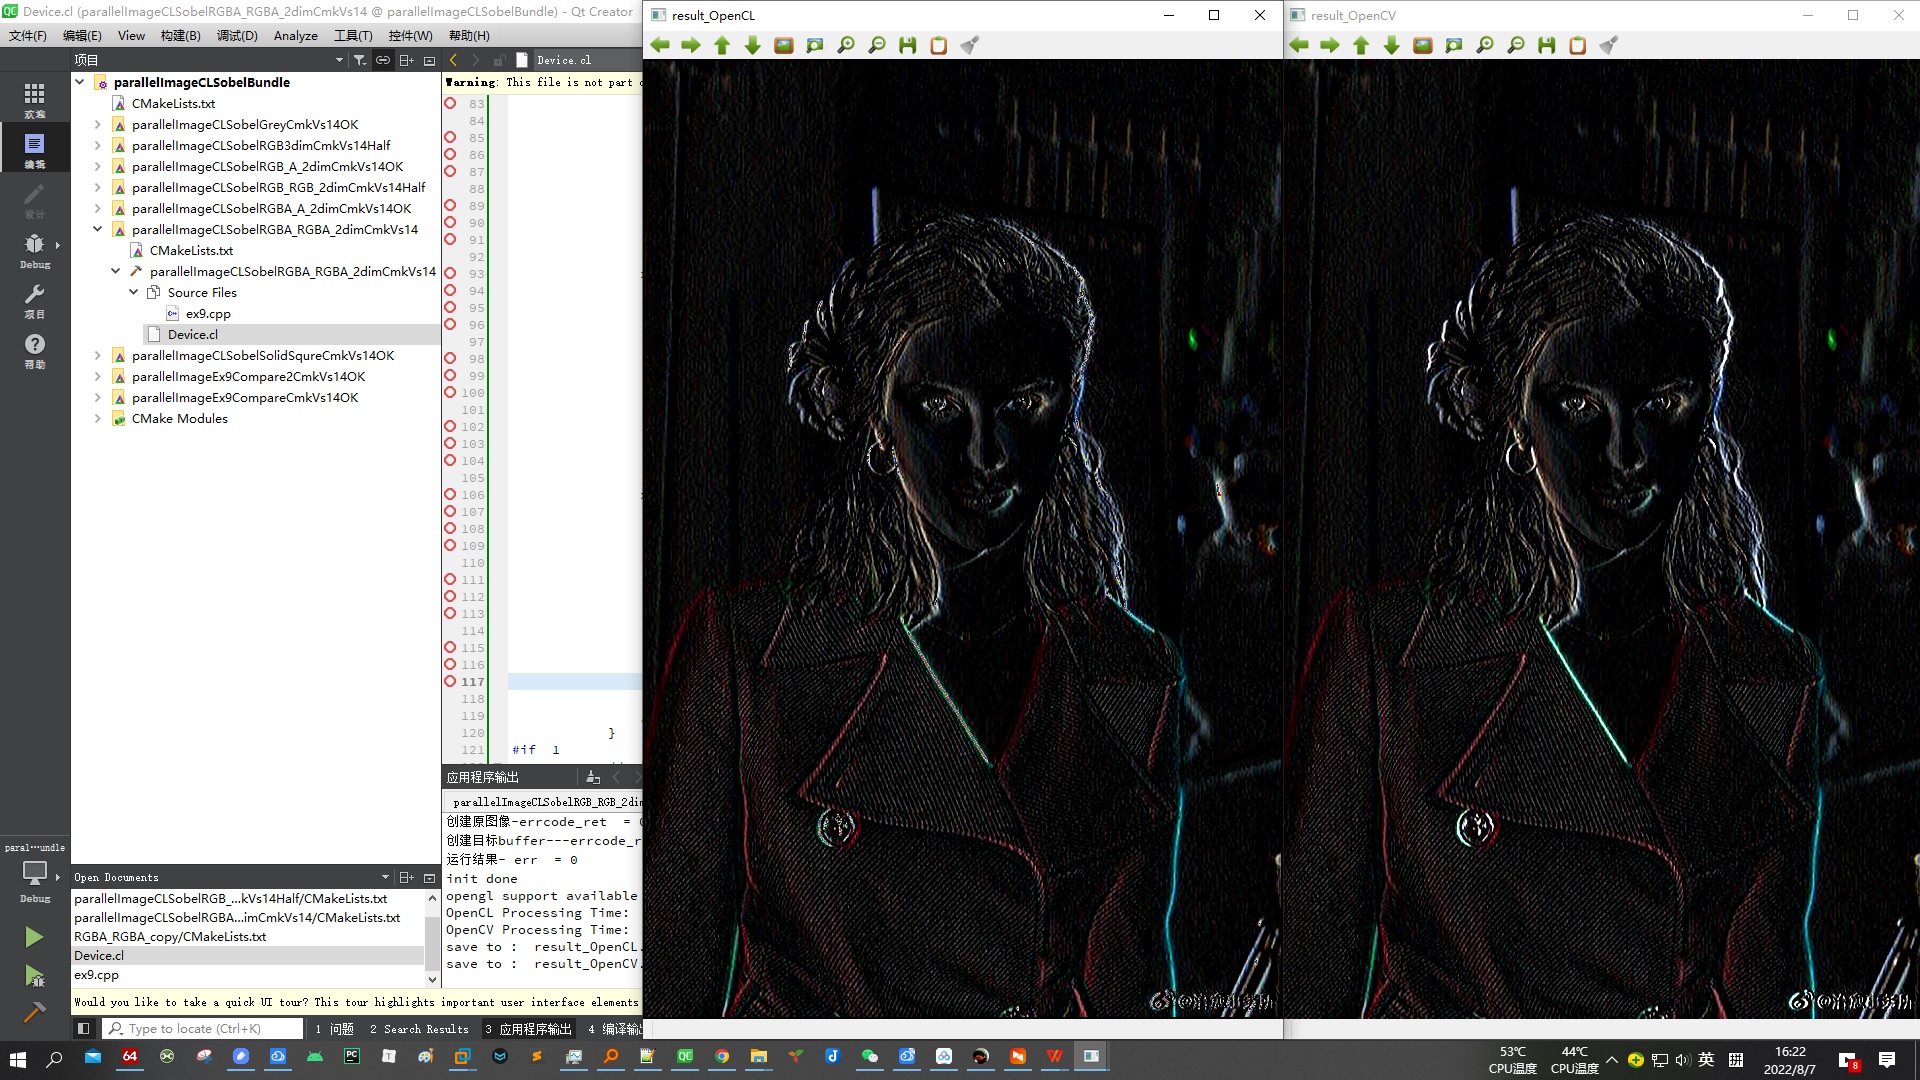 Device.cl (parallelImageCLSobelRGBA_RGBA_2dimCmkVs14 @ parallelImageCLSobelBundle) - Qt Creator
文件(F) 编辑(E) View 构建(B) 调试(D) Analyze 工具(T) 控件(W) 帮助(H)
项目
Device.cl
Warning: This file is not part
parallelImageCLSobelBundle
CMakeLists.txt
parallelImageCLSobelGreyCmkVs14OK
parallelImageCLSobelRGB3dimCmkVs14Half
parallelImageCLSobelRGB_A_2dimCmkVs14OK
parallelImageCLSobelRGB_RGB_2dimCmkVs14Half
parallelImageCLSobelRGBA_A_2dimCmkVs14OK
parallelImageCLSobelRGBA_RGBA_2dimCmkVs14
CMakeLists.txt
parallelImageCLSobelRGBA_RGBA_2dimCmkVs14
Source Files
ex9.cpp
Device.cl
parallelImageCLSobelSolidSqureCmkVs14OK
parallelImageEx9Compare2CmkVs14OK
parallelImageEx9CompareCmkVs14OK
CMake Modules
欢迎
编辑
设计
Debug
项目
帮助
paral···undle
Debug
83
84
85
86
87
88
89
90
91
92
93
94
95
96
97
98
99
100
101
102
103
104
105
106
107
108
109
110
111
112
113
114
115
116
117
118
119
120 }
121 #if 1
应用程序输出
parallelImageCLSobelRGB_RGB_2dim
创建原图像-errcode_ret =
创建目标buffer---errcode_r
运行结果- err = 0
init done
opengl support available
OpenCL Processing Time:
OpenCV Processing Time:
save to : result_OpenCL.
save to : result_OpenCV.
Open Documents
parallelImageCLSobelRGB_...kVs14Half/CMakeLists.txt
parallelImageCLSobelRGBA...imCmkVs14/CMakeLists.txt
RGBA_RGBA_copy/CMakeLists.txt
Device.cl
ex9.cpp
Would you like to take a quick UI tour? This tour highlights important user interface elements
Type to locate (Ctrl+K)
1 问题 2 Search Results 3 应用程序输出 4 编译输
result_OpenCL
result_OpenCV
64
53℃ CPU温度
44℃ CPU温度
英
拼
16:22
2022/8/7
8